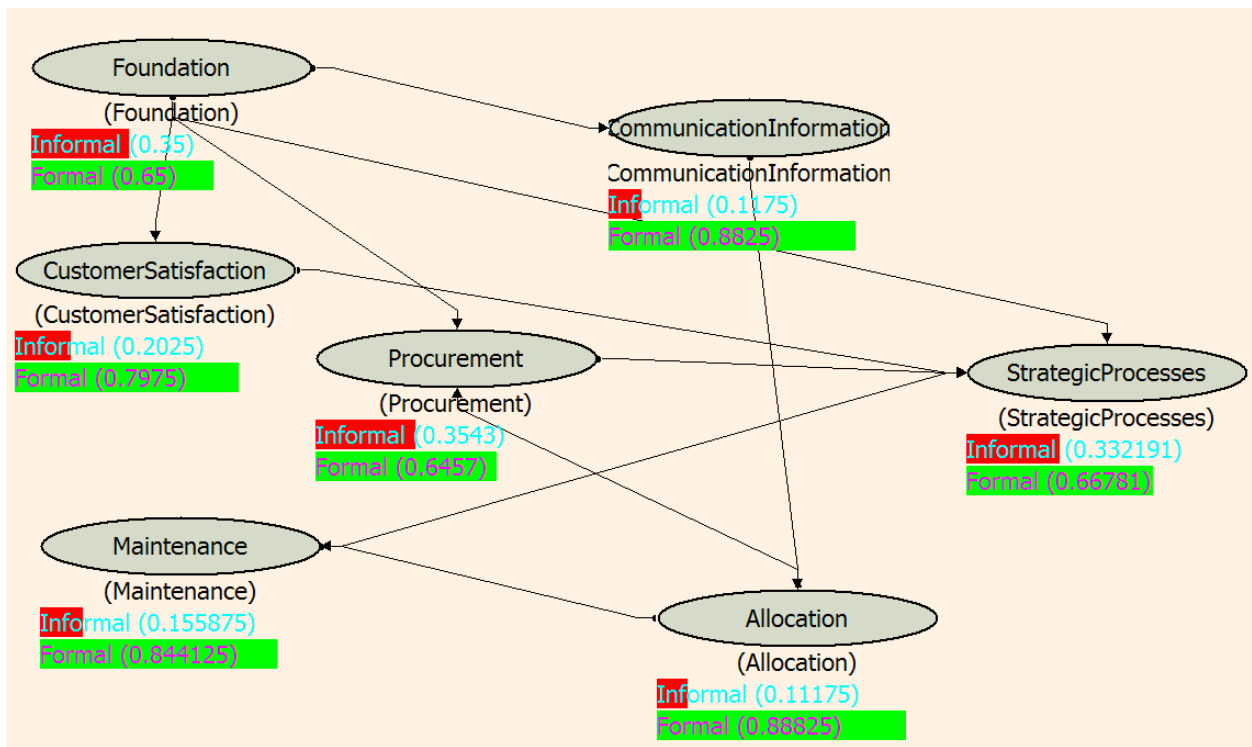 Foundation
(Foundation)
Informal (0.35)
Formal (0.65)
CommunicationInformation
CommunicationInformation
Informal (0.1175)
Formal (0.8825)
CustomerSatisfaction
(CustomerSatisfaction)
Informal (0.2025)
Formal (0.7975)
Procurement
(Procurement)
Informal (0.3543)
Formal (0.6457)
StrategicProcesses
(StrategicProcesses)
Informal (0.332191)
Formal (0.66781)
Maintenance
(Maintenance)
Informal (0.155875)
Formal (0.844125)
Allocation
(Allocation)
Informal (0.11175)
Formal (0.88825)